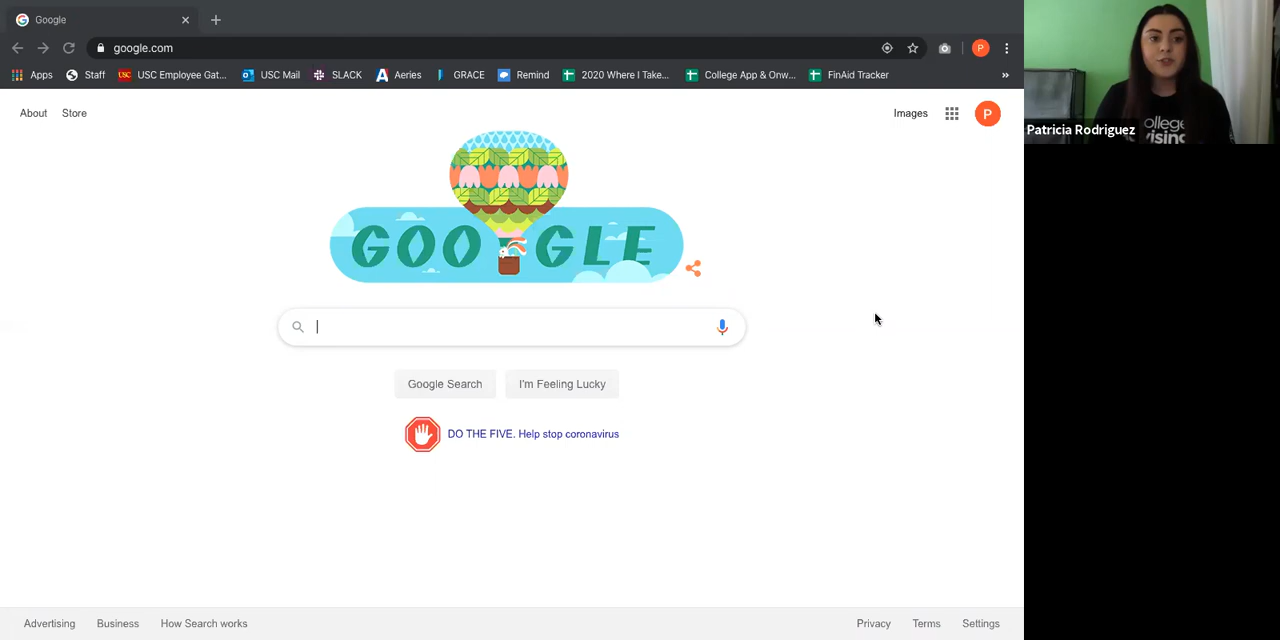 Google
google.com
Apps Staff USC Employee Gat... USC Mail SLACK Aeries GRACE Remind 2020 Where I Take... College App & Onw... FinAid Tracker »
About Store
Images P
GOOGLE
Google Search I'm Feeling Lucky
DO THE FIVE. Help stop coronavirus
Advertising Business How Search works
Privacy Terms Settings
Patricia Rodriguez